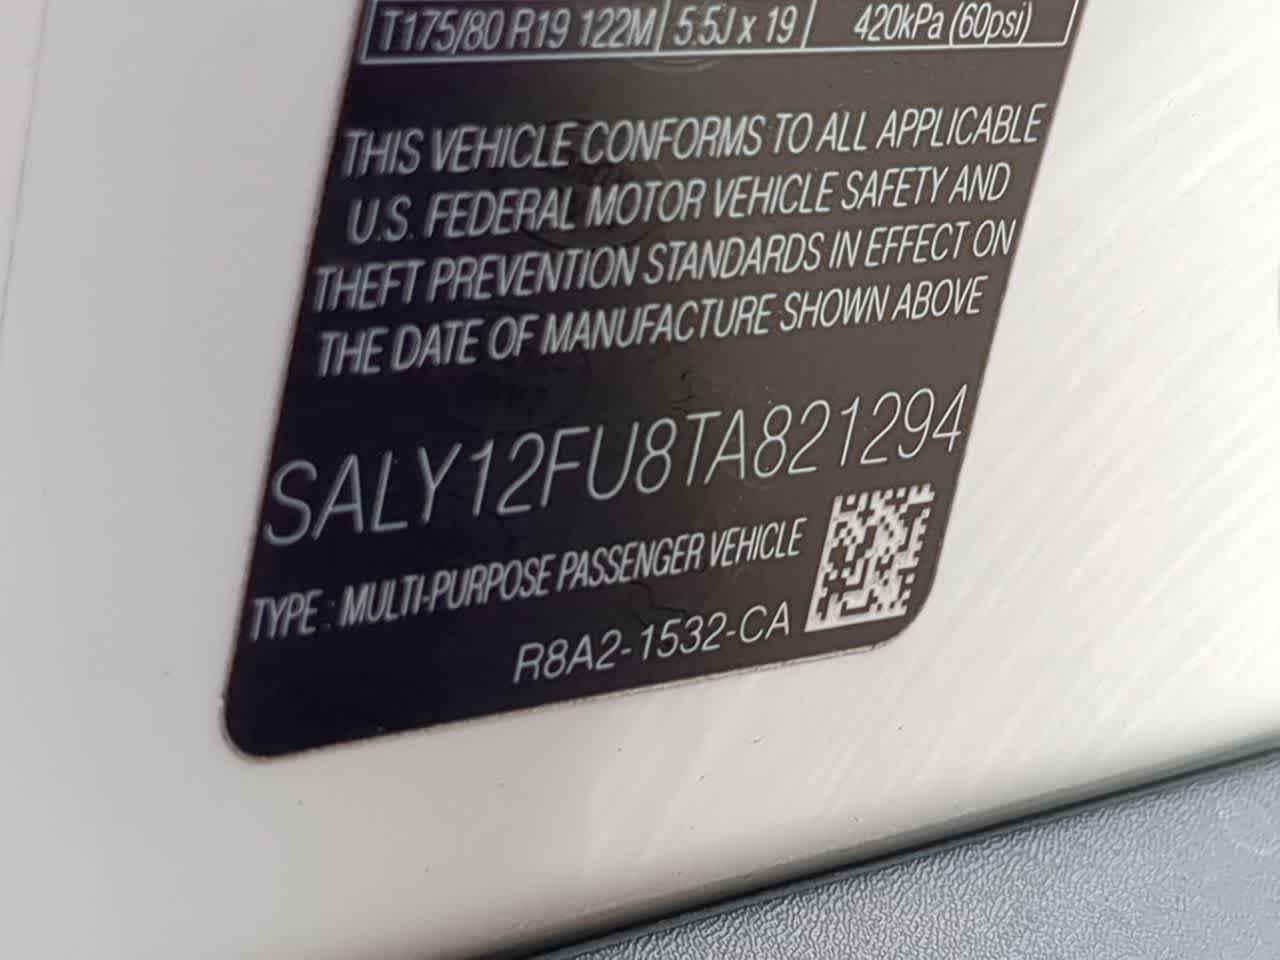 T175/80 R19 122M 5.5J x 19 420kPa (60psi)
THIS VEHICLE CONFORMS TO ALL APPLICABLE
U.S. FEDERAL MOTOR VEHICLE SAFETY AND
THEFT PREVENTION STANDARDS IN EFFECT ON
THE DATE OF MANUFACTURE SHOWN ABOVE
SALY12FU8TA821294
TYPE : MULTI-PURPOSE PASSENGER VEHICLE
R8A2-1532-CA